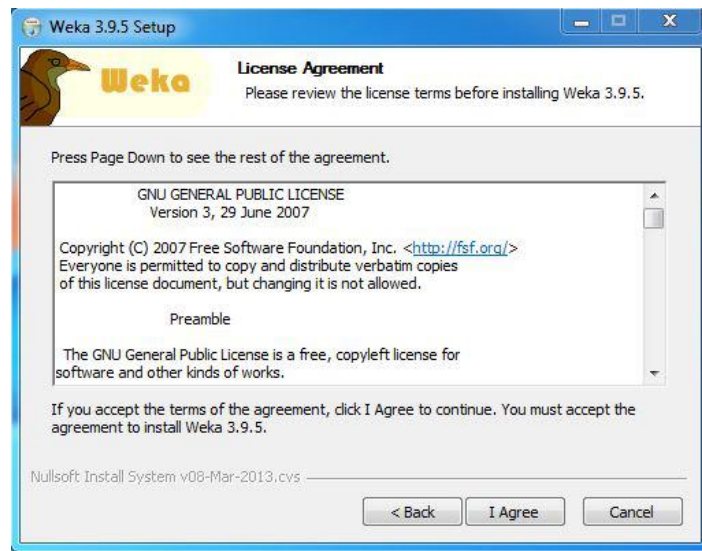 Weka 3.9.5 Setup
Weka
License Agreement
Please review the license terms before installing Weka 3.9.5.
Press Page Down to see the rest of the agreement.
GNU GENERAL PUBLIC LICENSE
Version 3, 29 June 2007
Copyright (C) 2007 Free Software Foundation, Inc. <http://fsf.org/>
Everyone is permitted to copy and distribute verbatim copies
of this license document, but changing it is not allowed.
Preamble
The GNU General Public License is a free, copyleft license for
software and other kinds of works.
If you accept the terms of the agreement, click I Agree to continue. You must accept the
agreement to install Weka 3.9.5.
Nullsoft Install System v08-Mar-2013.cvs
< Back I Agree Cancel